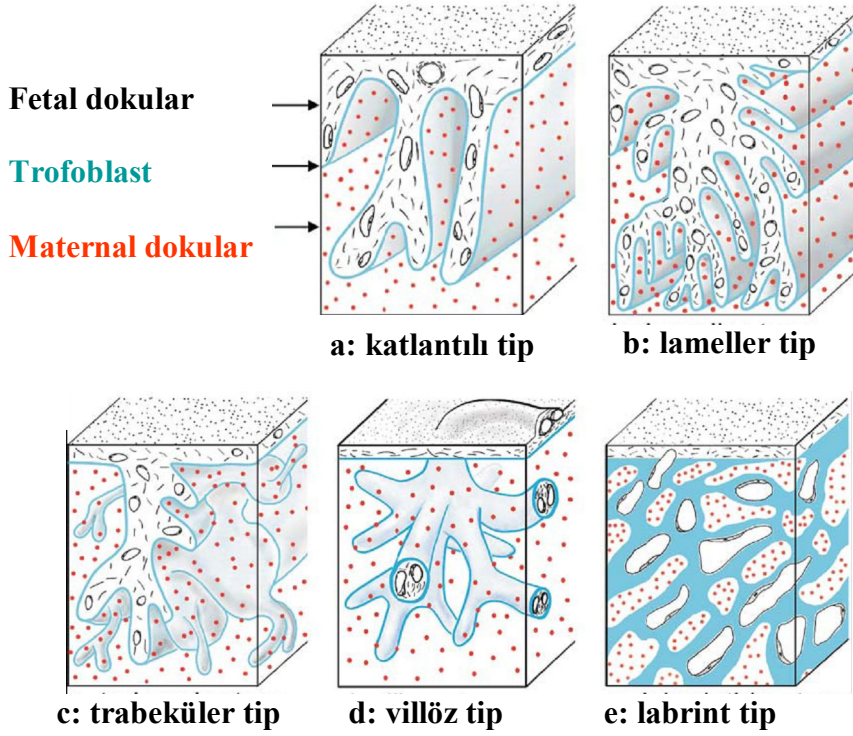 Fetal dokular
Trofoblast
Maternal dokular
a: katlantılı tip
b: lameller tip
c: trabeküler tip
d: villöz tip
e: labrint tip